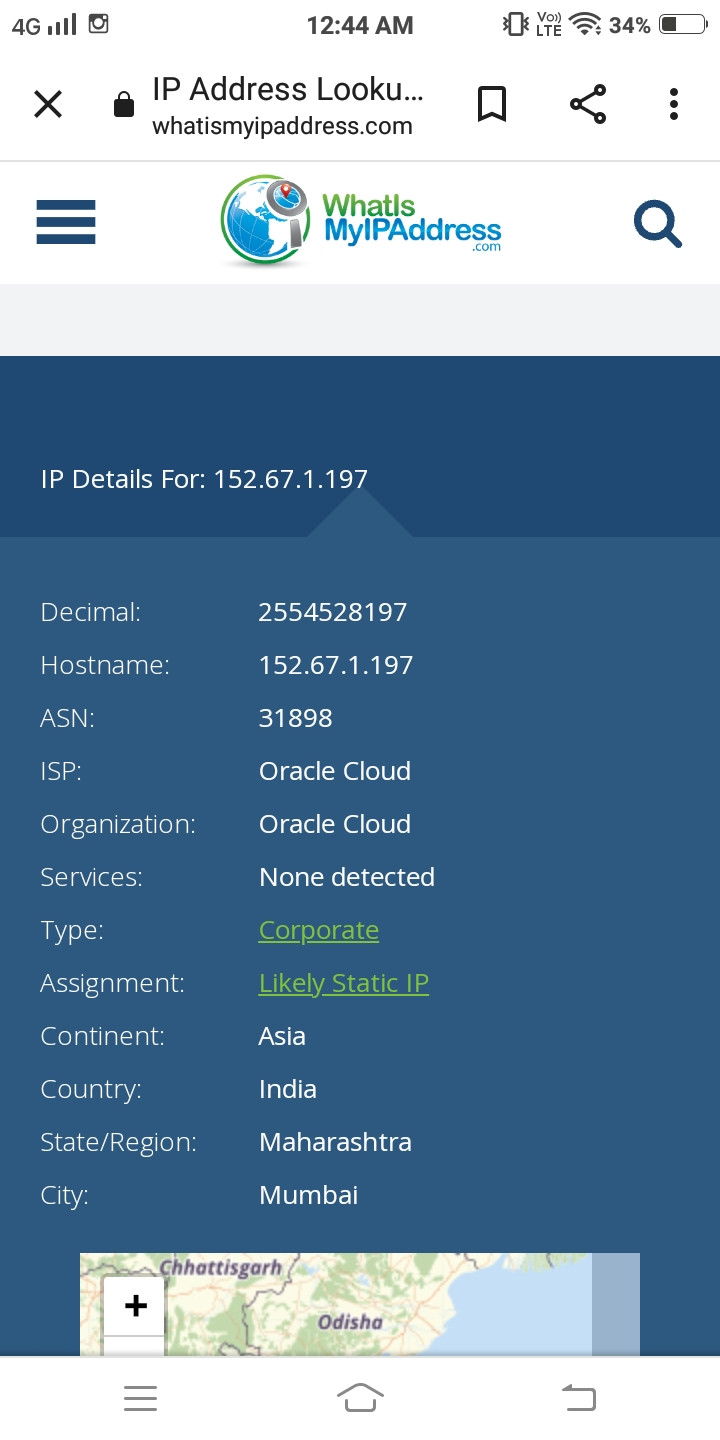 4G 12:44 AM Vo)) LTE 34%
IP Address Looku...
whatismyipaddress.com
WhatIs
MyIPAddress
.com
IP Details For: 152.67.1.197
Decimal: 2554528197
Hostname: 152.67.1.197
ASN: 31898
ISP: Oracle Cloud
Organization: Oracle Cloud
Services: None detected
Type: Corporate
Assignment: Likely Static IP
Continent: Asia
Country: India
State/Region: Maharashtra
City: Mumbai
Chhattisgarh
+
Odisha